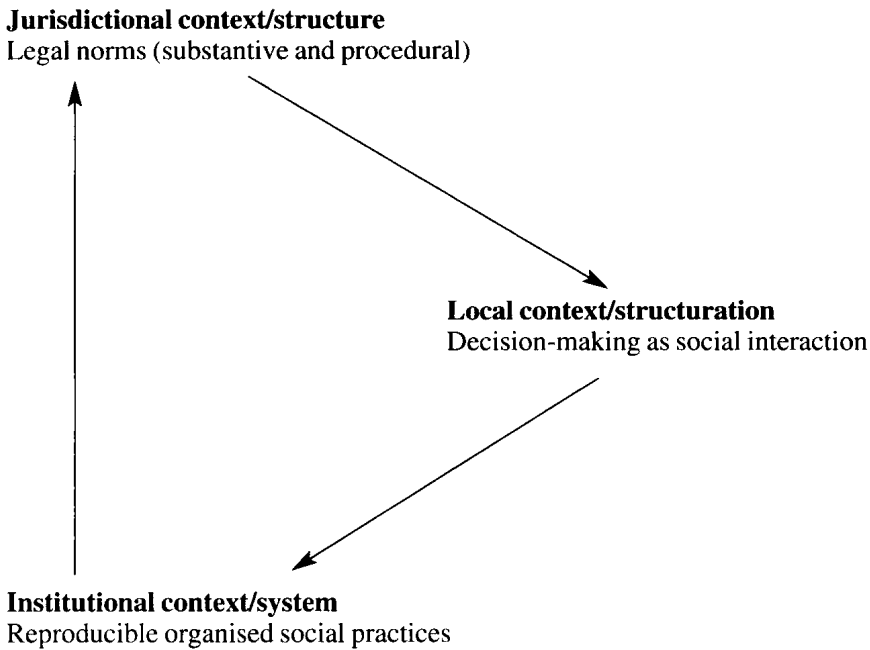 Jurisdictional context/structure
Legal norms (substantive and procedural)
Local context/structuration
Decision-making as social interaction
Institutional context/system
Reproducible organised social practices